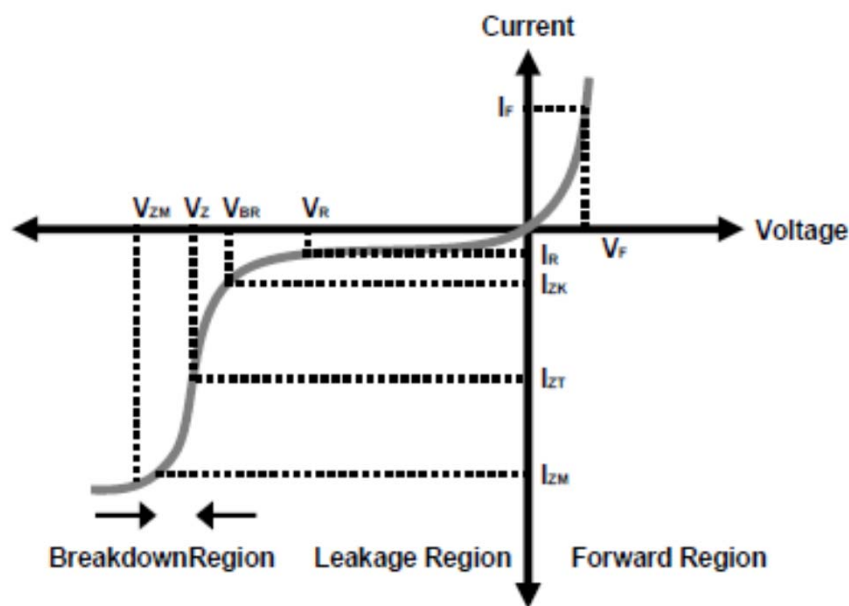 Current
IF
VZM VZ VBR VR
Voltage
VF
IR
IZK
IZT
IZM
BreakdownRegion Leakage Region Forward Region